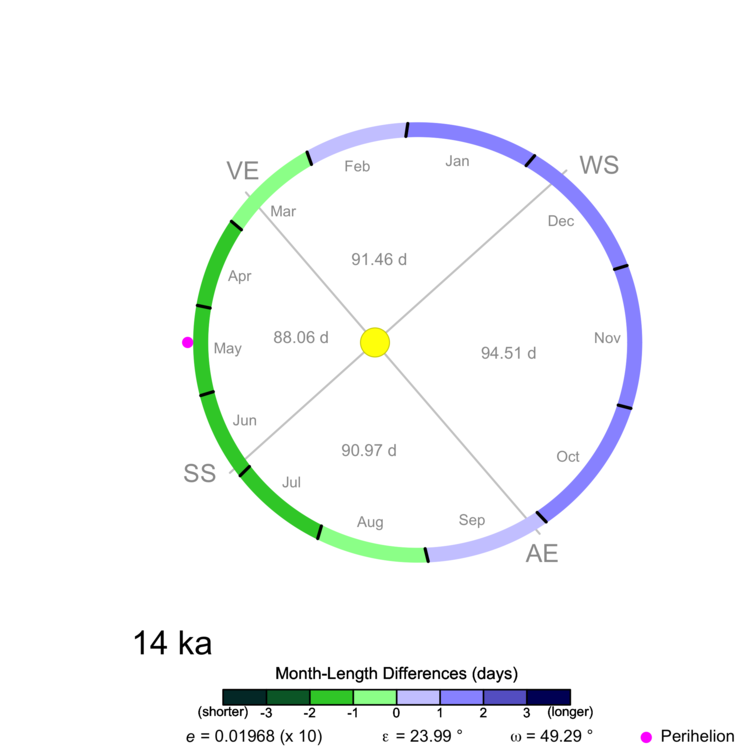 VE
WS
Feb
Jan
Mar
Dec
91.46 d
Apr
88.06 d
May
94.51 d
Nov
Jun
90.97 d
SS
Jul
Oct
Aug
Sep
AE
14 ka
Month-Length Differences (days)
(shorter) -3 -2 -1 0 1 2 3 (longer)
e = 0.01968 (x 10) ε = 23.99 ° ω = 49.29 ° Perihelion